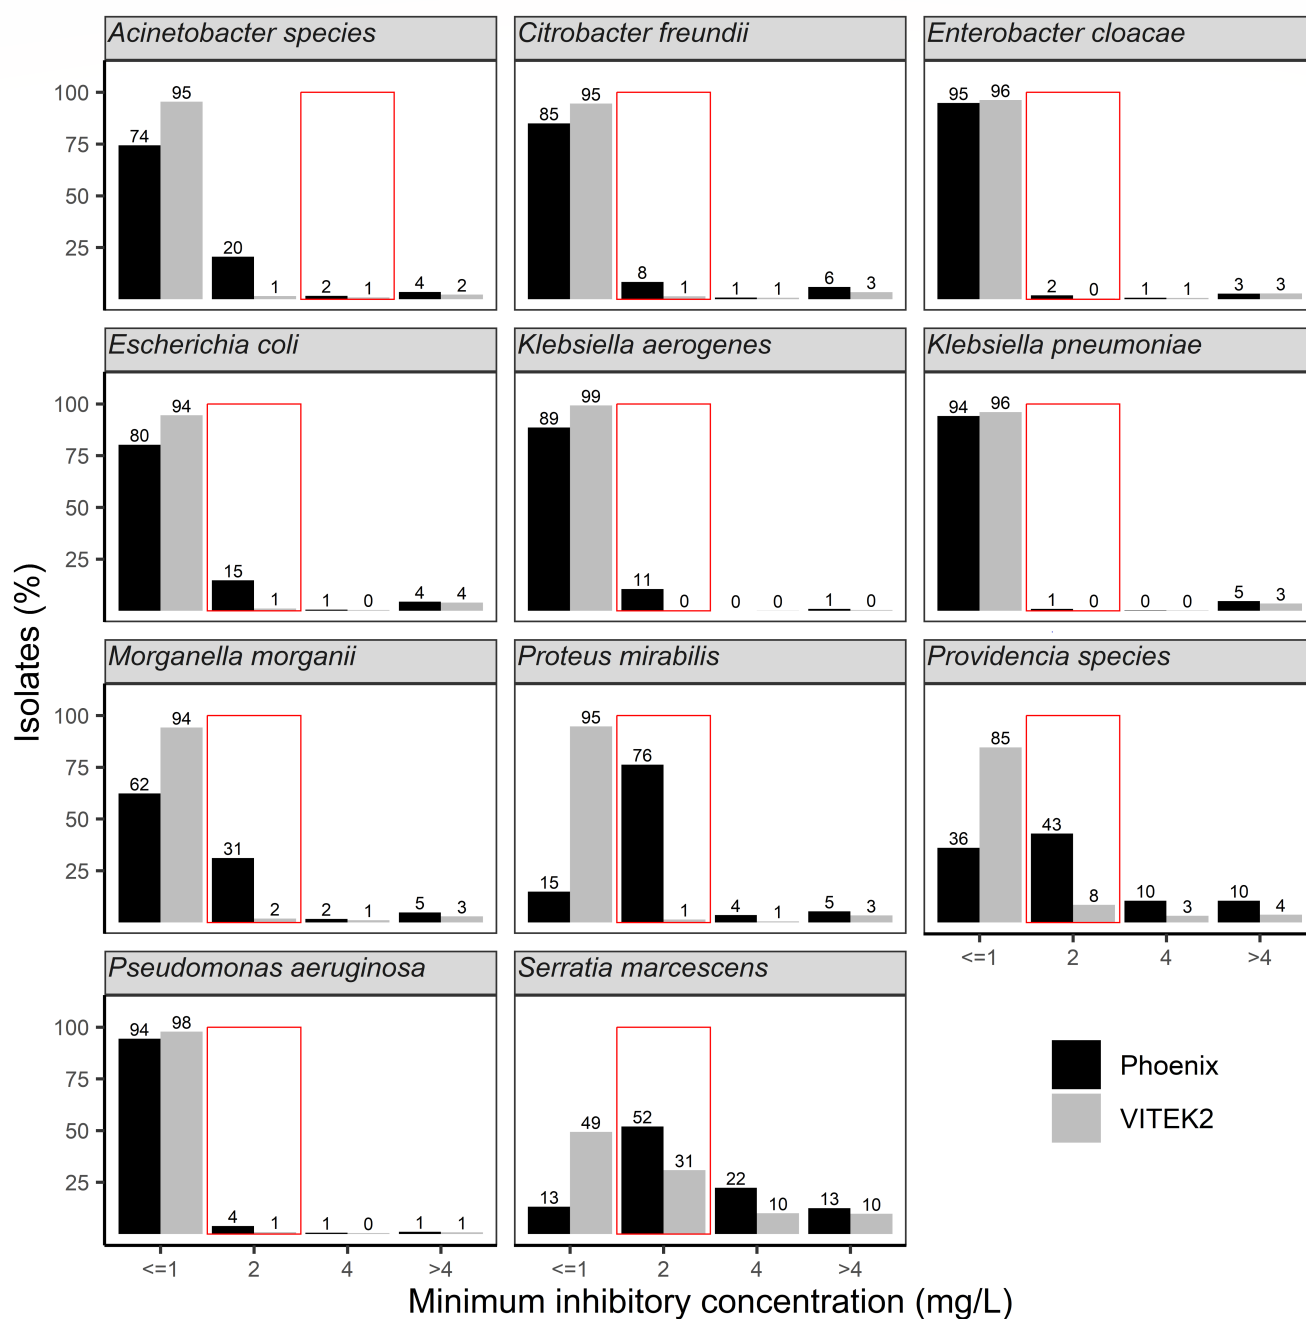 Acinetobacter species
Citrobacter freundii
Enterobacter cloacae
100
75
50
25
74 95 20 1 2 1 4 2
85 95 8 1 1 1 6 3
95 96 2 0 1 1 3 3
Escherichia coli
Klebsiella aerogenes
Klebsiella pneumoniae
100
75
50
25
80 94 15 1 1 0 4 4
89 99 11 0 0 0 1 0
94 96 1 0 0 0 5 3
Isolates (%)
Morganella morganii
Proteus mirabilis
Providencia species
100
75
50
25
62 94 31 2 2 1 5 3
15 95 76 1 4 1 5 3
36 85 43 8 10 3 10 4
<=1 2 4 >4
Pseudomonas aeruginosa
Serratia marcescens
100
75
50
25
94 98 4 1 1 0 1 1
13 49 52 31 22 10 13 10
<=1 2 4 >4
<=1 2 4 >4
Phoenix
VITEK2
Minimum inhibitory concentration (mg/L)